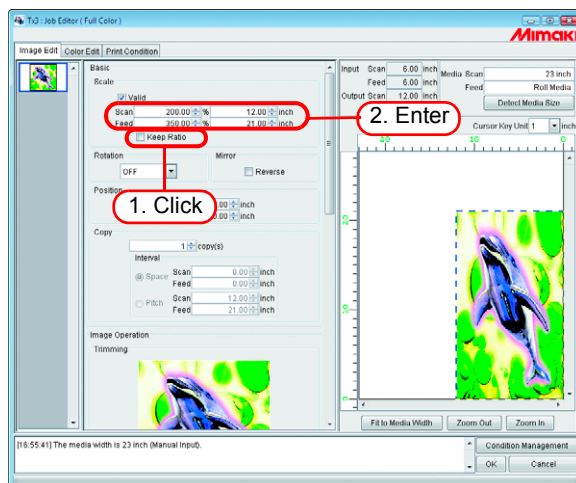 Tx3 : Job Editor ( Full Color )
Mimaki
Image Edit Color Edit Print Condition
Basic
Scale
Valid
Scan 200.00 % 12.00 inch
Feed 350.00 % 21.00 inch
Keep Ratio
2. Enter
Rotation
OFF
Mirror
Reverse
1. Click
Position
.00 inch
0.00 inch
Copy
1 copy(s)
Interval
Space
Scan 0.00 inch
Feed 0.00 inch
Pitch
Scan 12.00 inch
Feed 21.00 inch
Image Operation
Trimming
Input Scan 6.00 inch
Feed 6.00 inch
Output Scan 12.00 inch
Media Scan 23 inch
Feed Roll Media
Detect Media Size
Cursor Key Unit 1 inch
20 10 0
20
10
0
Fit to Media Width Zoom Out Zoom In
[16:55:41] The media width is 23 inch (Manual Input).
Condition Management
OK Cancel